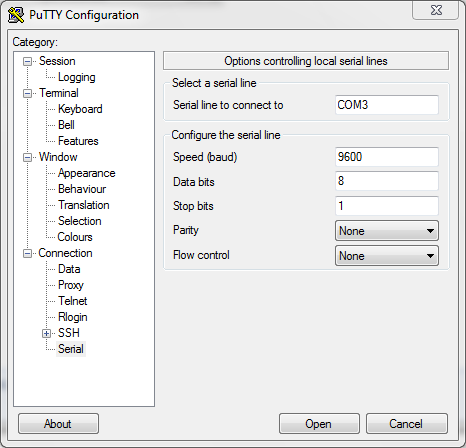 PuTTY Configuration
Category:
Session
Logging
Terminal
Keyboard
Bell
Features
Window
Appearance
Behaviour
Translation
Selection
Colours
Connection
Data
Proxy
Telnet
Rlogin
SSH
Serial
Options controlling local serial lines
Select a serial line
Serial line to connect to COM3
Configure the serial line
Speed (baud) 9600
Data bits 8
Stop bits 1
Parity None
Flow control None
About Open Cancel